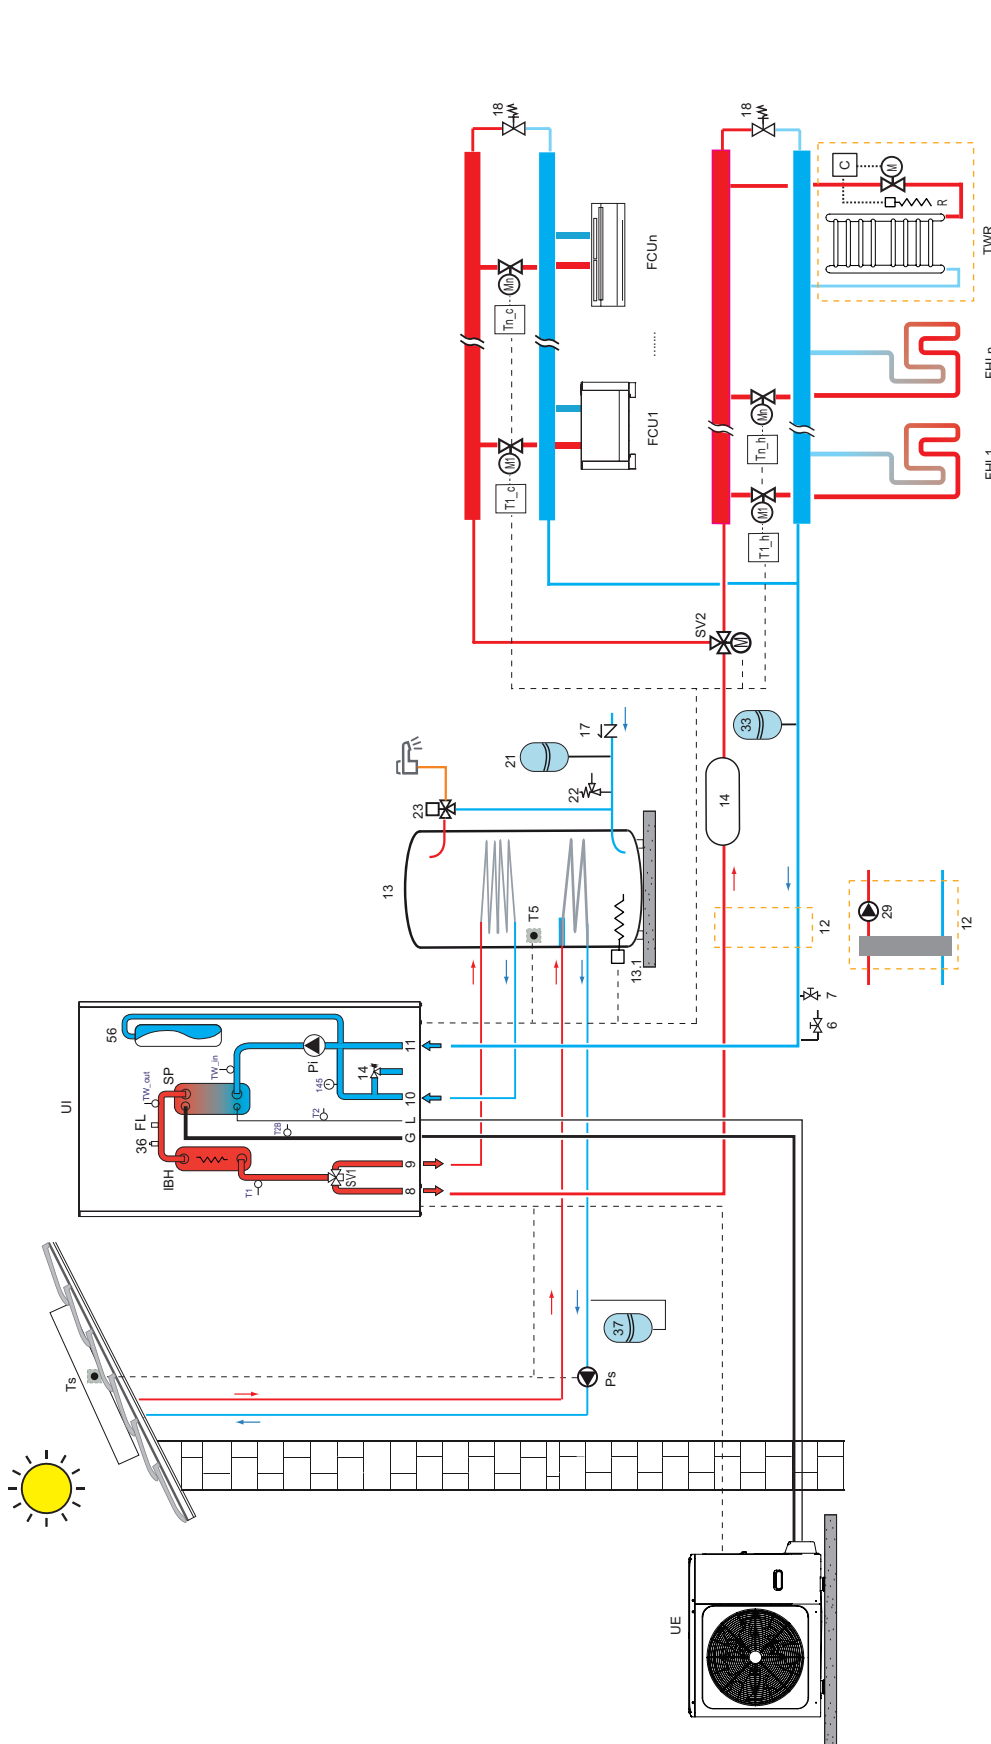 Ts
UE
Ps
37
UI
IBH
36
FL
SP
56
TW_out
TW_in
T1
T2B
T2
145
Pi
14
SV1
8
9
G
L
10
11
13
T5
13.1
23
21
22
17
14
33
12
6
7
29
12
SV2
M
18
T1_c
M1
Tn_c
Mn
FCU1
.......
FCUn
18
T1_h
M1
Tn_h
Mn
C
M
R
TWR
FHLn
FHL1